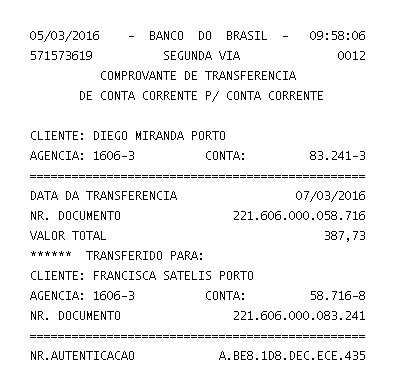 05/03/2016 - BANCO DO BRASIL - 09:58:06
571573619 SEGUNDA VIA 0012
COMPROVANTE DE TRANSFERENCIA
DE CONTA CORRENTE P/ CONTA CORRENTE
CLIENTE: DIEGO MIRANDA PORTO
AGENCIA: 1606-3 CONTA: 83.241-3
================================================
DATA DA TRANSFERENCIA 07/03/2016
NR. DOCUMENTO 221.606.000.058.716
VALOR TOTAL 387,73
****** TRANSFERIDO PARA:
CLIENTE: FRANCISCA SATELIS PORTO
AGENCIA: 1606-3 CONTA: 58.716-8
NR. DOCUMENTO 221.606.000.083.241
================================================
NR.AUTENTICACAO A.BE8.1D8.DEC.ECE.435